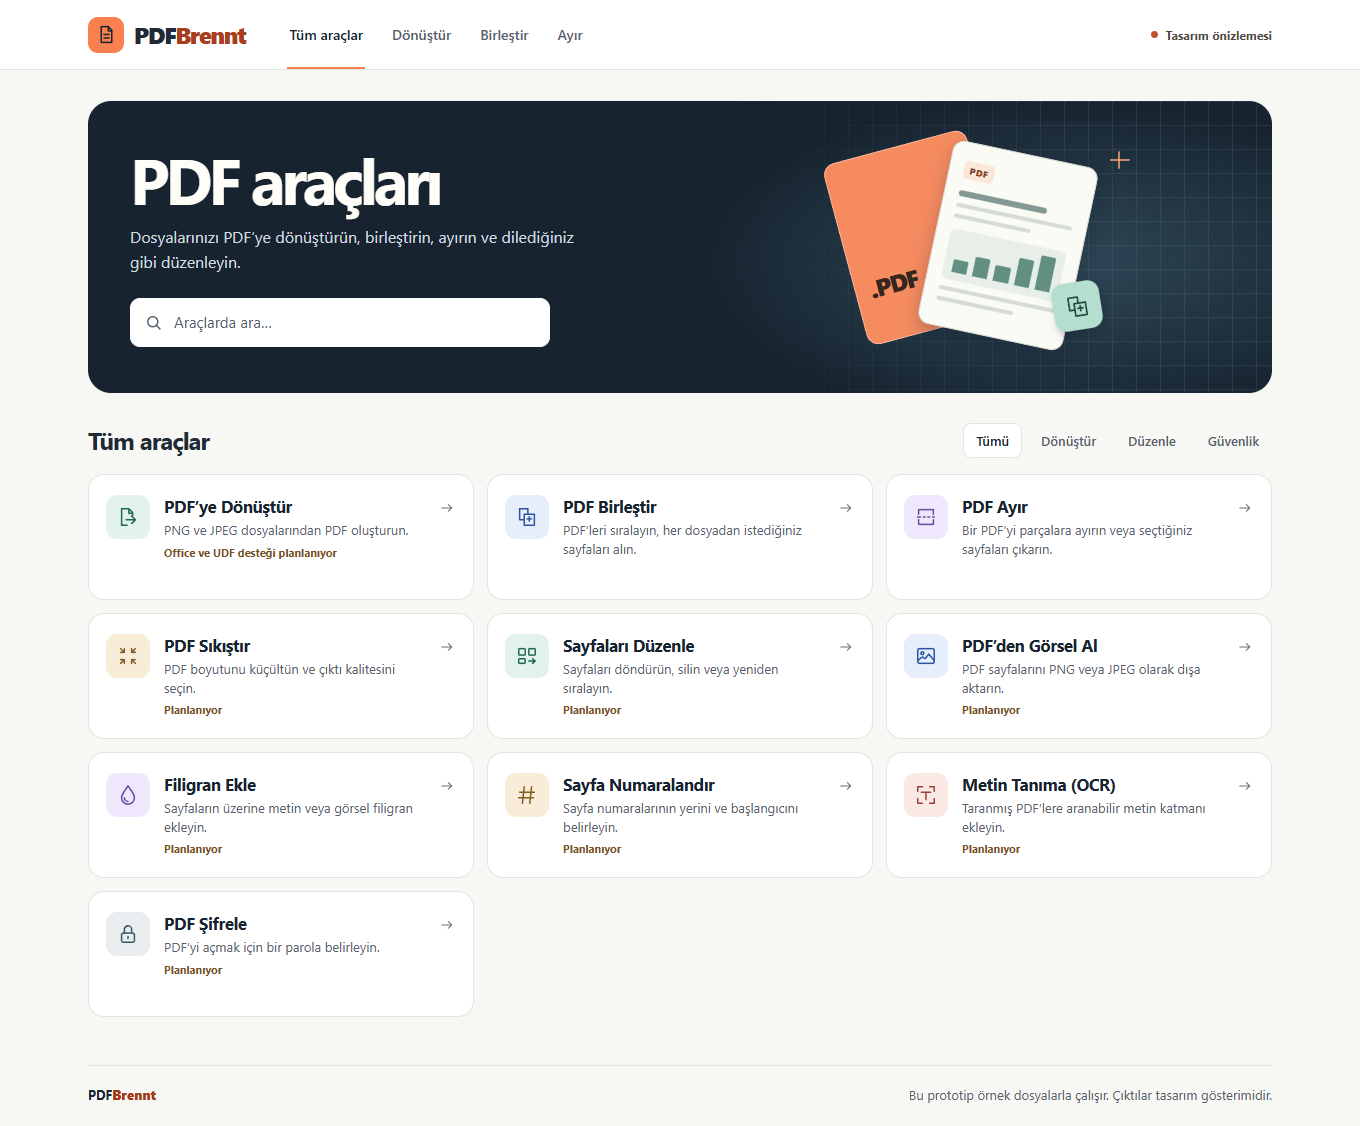 PDFBrennt
Tüm araçlar
Dönüştür
Birleştir
Ayır
Tasarım önizlemesi
PDF araçları
Dosyalarınızı PDF’ye dönüştürün, birleştirin, ayırın ve dilediğiniz
gibi düzenleyin.
Araçlarda ara...
.PDF
PDF
Tüm araçlar
Tümü
Dönüştür
Düzenle
Güvenlik
PDF’ye Dönüştür
PNG ve JPEG dosyalarından PDF oluşturun.
Office ve UDF desteği planlanıyor
PDF Birleştir
PDF’leri sıralayın, her dosyadan istediğiniz
sayfaları alın.
PDF Ayır
Bir PDF’yi parçalara ayırın veya seçtiğiniz
sayfaları çıkarın.
PDF Sıkıştır
PDF boyutunu küçültün ve çıktı kalitesini
seçin.
Planlanıyor
Sayfaları Düzenle
Sayfaları döndürün, silin veya yeniden
sıralayın.
Planlanıyor
PDF’den Görsel Al
PDF sayfalarını PNG veya JPEG olarak dışa
aktarın.
Planlanıyor
Filigran Ekle
Sayfaların üzerine metin veya görsel filigran
ekleyin.
Planlanıyor
Sayfa Numaralandır
Sayfa numaralarının yerini ve başlangıcını
belirleyin.
Planlanıyor
Metin Tanıma (OCR)
Taranmış PDF’lere aranabilir metin katmanı
ekleyin.
Planlanıyor
PDF Şifrele
PDF’yi açmak için bir parola belirleyin.
Planlanıyor
PDFBrennt
Bu prototip örnek dosyalarla çalışır. Çıktılar tasarım gösterimidir.